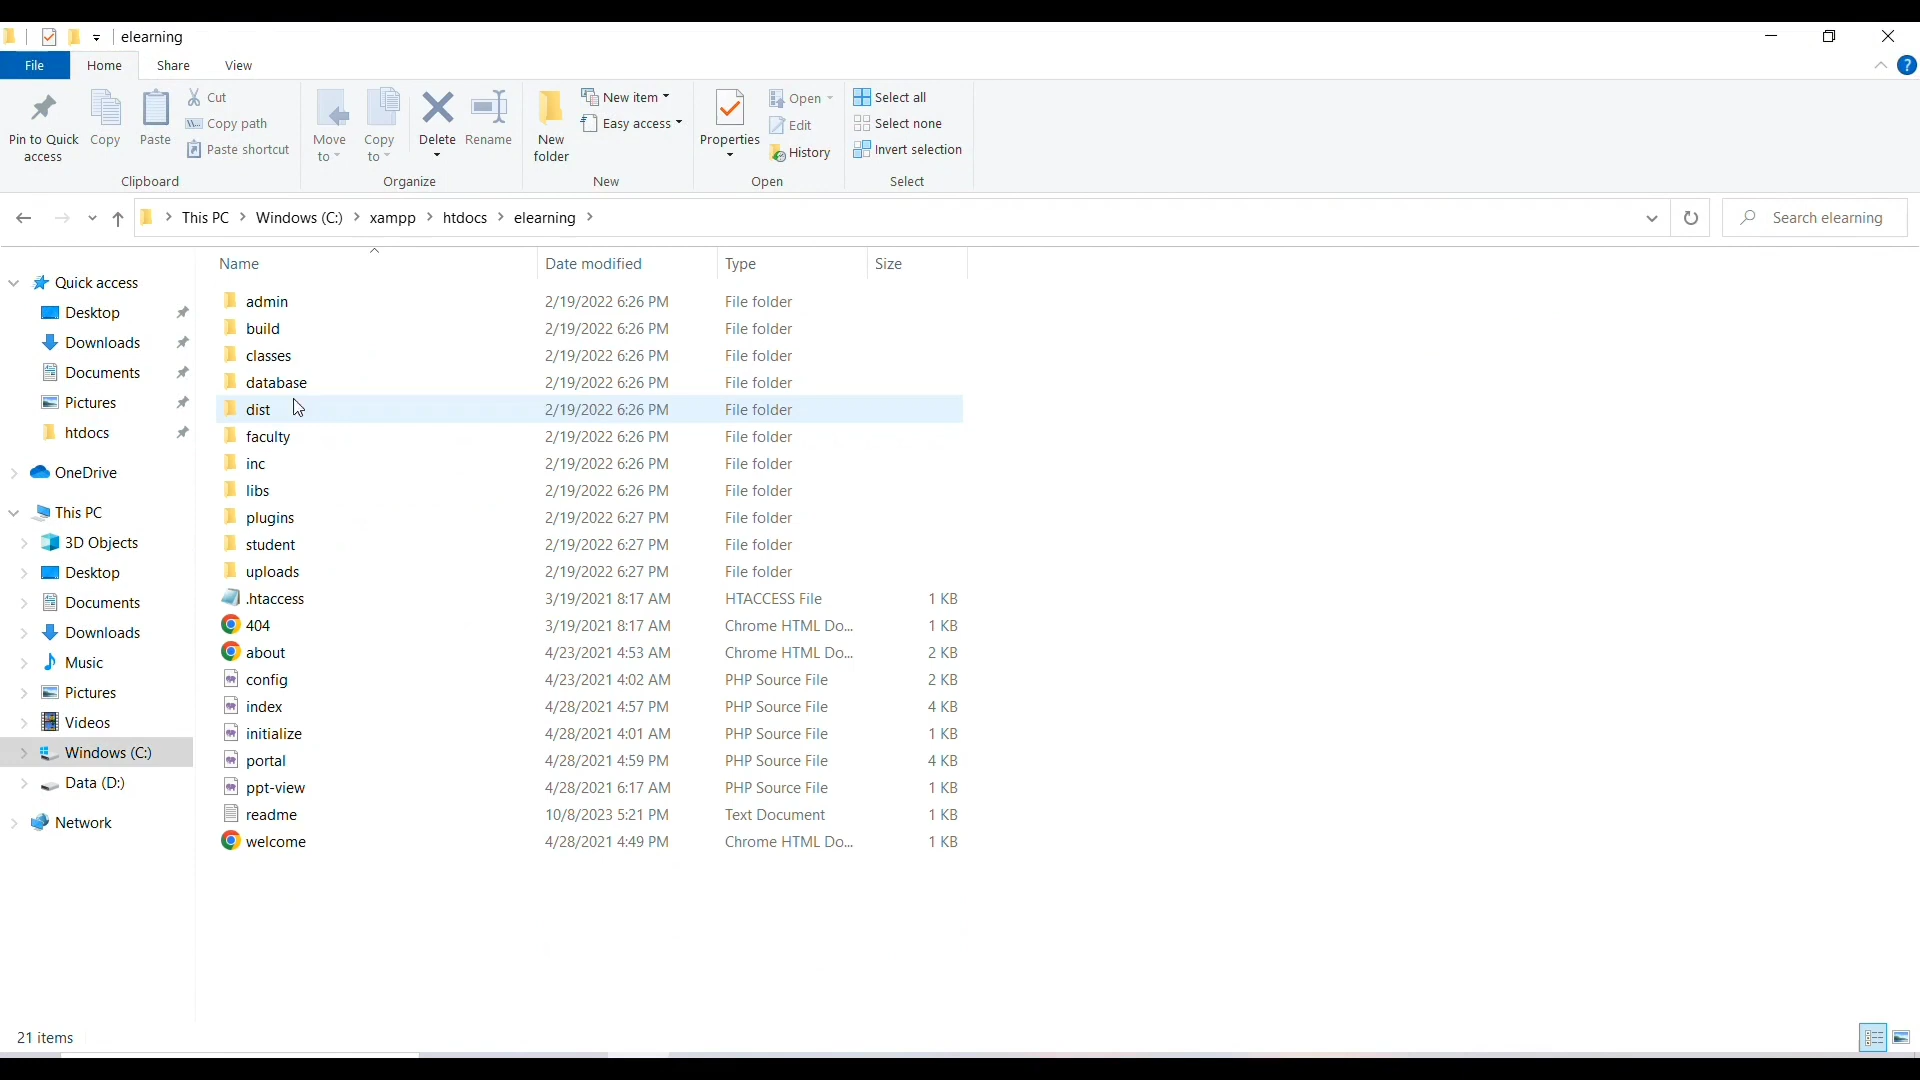 elearning
File Home Share View
Pin to Quick access
Copy
Paste
Cut
Copy path
Paste shortcut
Clipboard
Move to
Copy to
Delete
Rename
Organize
New folder
New item
Easy access
New
Properties
Open
Edit
History
Open
Select all
Select none
Invert selection
Select
This PC > Windows (C:) > xampp > htdocs > elearning >
Search elearning
Quick access
Desktop
Downloads
Documents
Pictures
htdocs
OneDrive
This PC
3D Objects
Desktop
Documents
Downloads
Music
Pictures
Videos
Windows (C:)
Data (D:)
Network
Name Date modified Type Size
admin 2/19/2022 6:26 PM File folder
build 2/19/2022 6:26 PM File folder
classes 2/19/2022 6:26 PM File folder
database 2/19/2022 6:26 PM File folder
dist 2/19/2022 6:26 PM File folder
faculty 2/19/2022 6:26 PM File folder
inc 2/19/2022 6:26 PM File folder
libs 2/19/2022 6:26 PM File folder
plugins 2/19/2022 6:27 PM File folder
student 2/19/2022 6:27 PM File folder
uploads 2/19/2022 6:27 PM File folder
.htaccess 3/19/2021 8:17 AM HTACCESS File 1 KB
404 3/19/2021 8:17 AM Chrome HTML Do... 1 KB
about 4/23/2021 4:53 AM Chrome HTML Do... 2 KB
config 4/23/2021 4:02 AM PHP Source File 2 KB
index 4/28/2021 4:57 PM PHP Source File 4 KB
initialize 4/28/2021 4:01 AM PHP Source File 1 KB
portal 4/28/2021 4:59 PM PHP Source File 4 KB
ppt-view 4/28/2021 6:17 AM PHP Source File 1 KB
readme 10/8/2023 5:21 PM Text Document 1 KB
welcome 4/28/2021 4:49 PM Chrome HTML Do... 1 KB
21 items